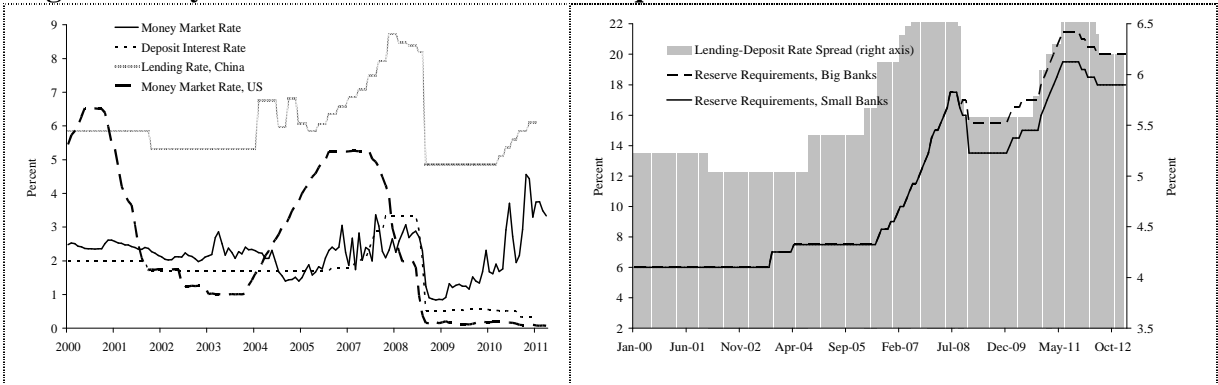 9
8
7
6
5
4
3
2
1
0
Percent
Money Market Rate
Deposit Interest Rate
Lending Rate, China
Money Market Rate, US
2000 2001 2002 2003 2004 2005 2007 2008 2009 2010 2011
22
20
18
16
14
12
10
8
6
4
2
Percent
Lending-Deposit Rate Spread (right axis)
Reserve Requirements, Big Banks
Reserve Requirements, Small Banks
6.5
6
5.5
5
4.5
4
3.5
Percent
Jan-00 Jun-01 Nov-02 Apr-04 Sep-05 Feb-07 Jul-08 Dec-09 May-11 Oct-12